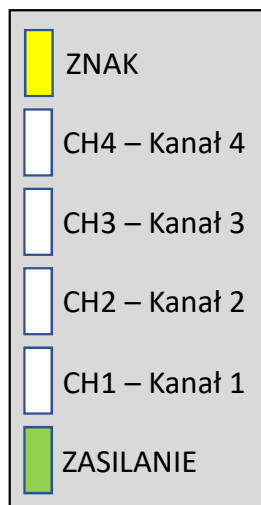 ZNAK
CH4 – Kanał 4
CH3 – Kanał 3
CH2 – Kanał 2
CH1 – Kanał 1
ZASILANIE